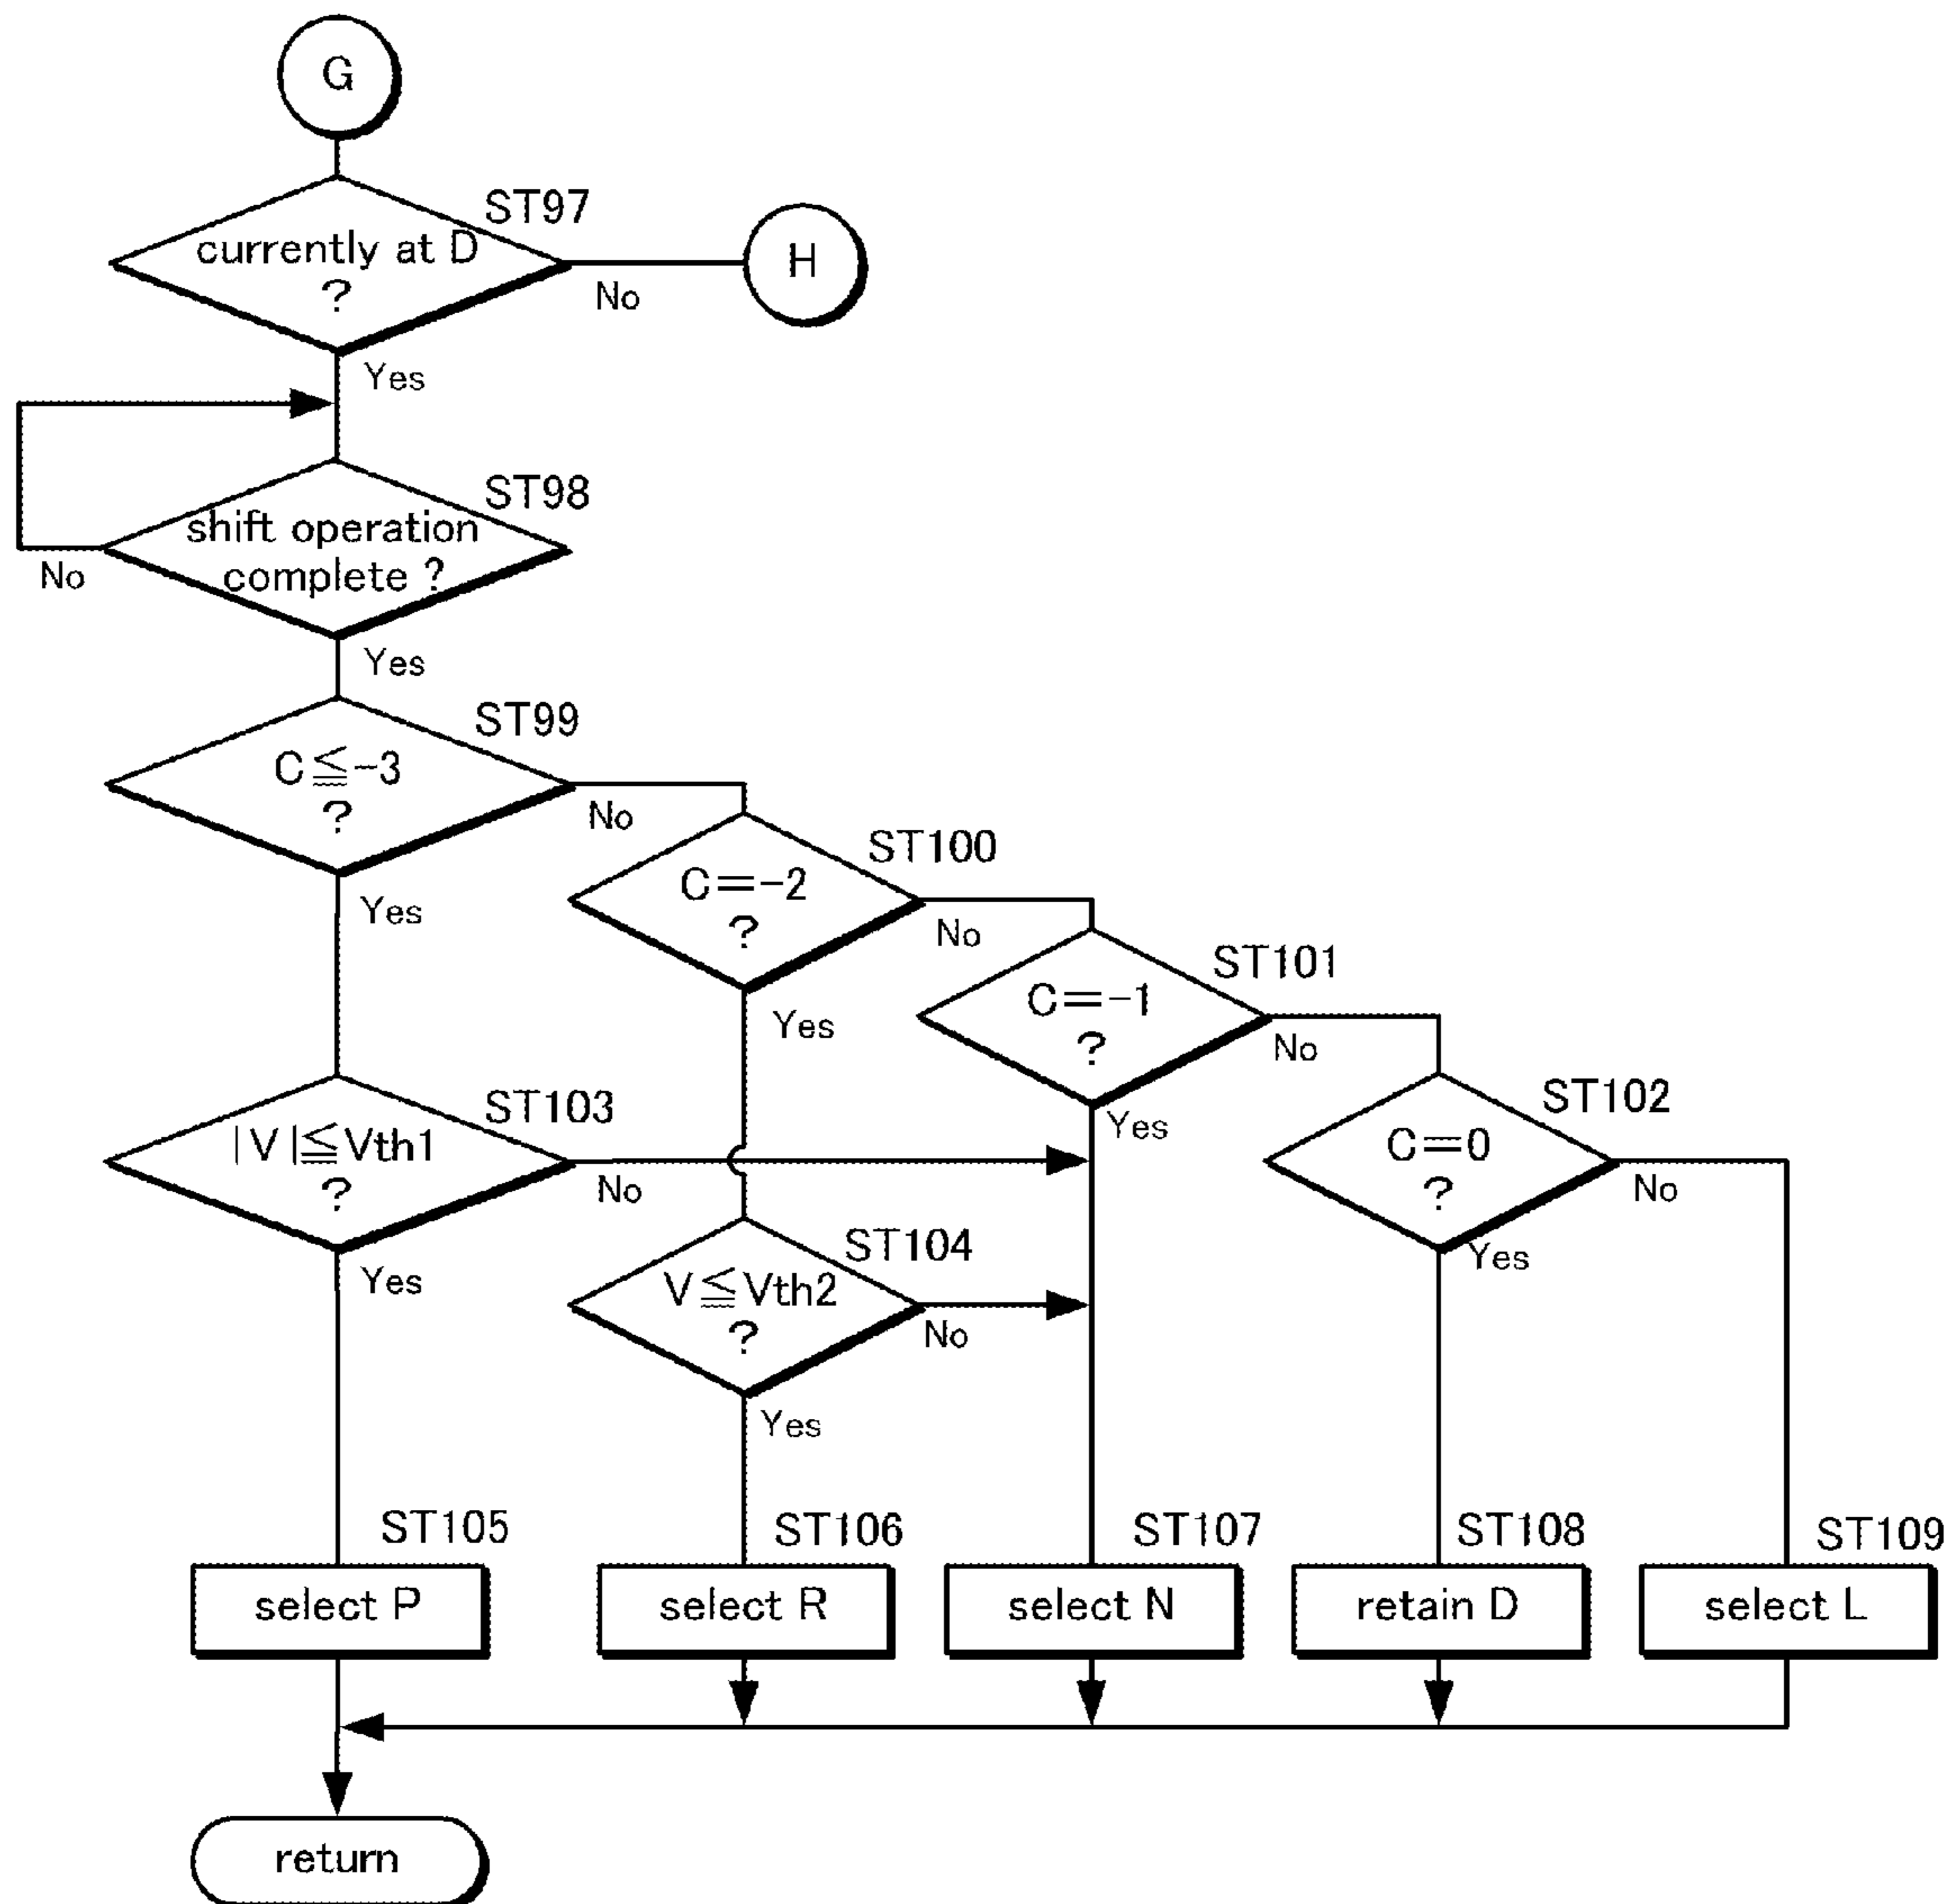 G
ST97
currently at D
?
H
No
Yes
ST98
shift operation
complete ?
No
Yes
ST99
C≦-3
?
No
Yes
ST100
C=-2
?
No
Yes
ST101
C=-1
?
No
Yes
ST102
C=0
?
No
Yes
ST103
|V|≦Vth1
?
No
Yes
ST104
V≦Vth2
?
No
Yes
ST105
select P
ST106
select R
ST107
select N
ST108
retain D
ST109
select L
return